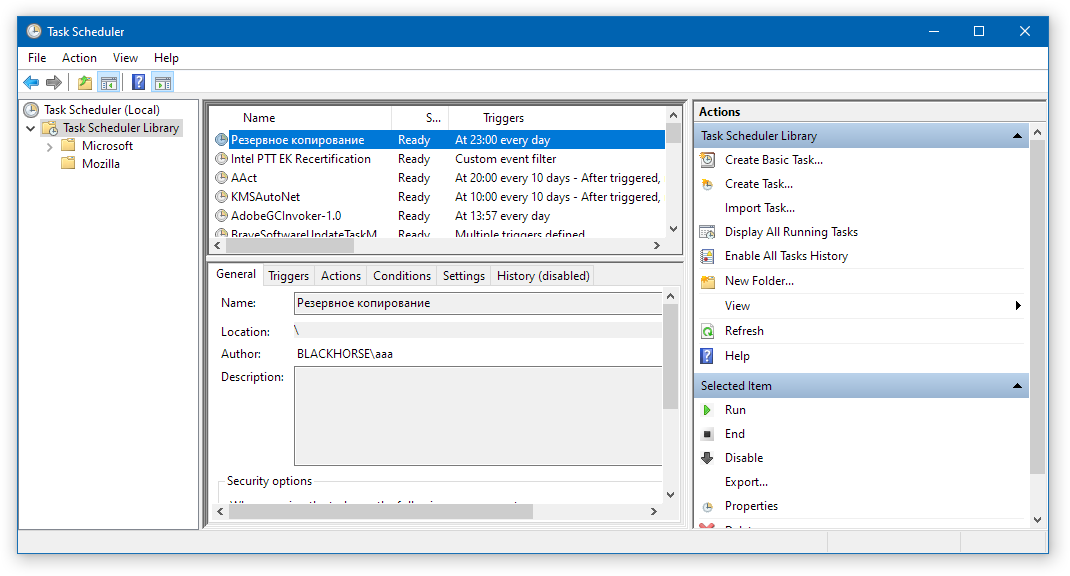 Task Scheduler
File Action View Help
Task Scheduler (Local)
Task Scheduler Library
Microsoft
Mozilla
Name S... Triggers
Резервное копирование Ready At 23:00 every day
Intel PTT EK Recertification Ready Custom event filter
AAct Ready At 20:00 every 10 days - After triggered,
KMSAutoNet Ready At 10:00 every 10 days - After triggered,
AdobeGCInvoker-1.0 Ready At 13:57 every day
BraveSoftwareUpdateTaskM Ready Multiple triggers defined
General Triggers Actions Conditions Settings History (disabled)
Name: Резервное копирование
Location: \
Author: BLACKHORSE\aaa
Description:
Security options
Actions
Task Scheduler Library
Create Basic Task...
Create Task...
Import Task...
Display All Running Tasks
Enable All Tasks History
New Folder...
View
Refresh
Help
Selected Item
Run
End
Disable
Export...
Properties